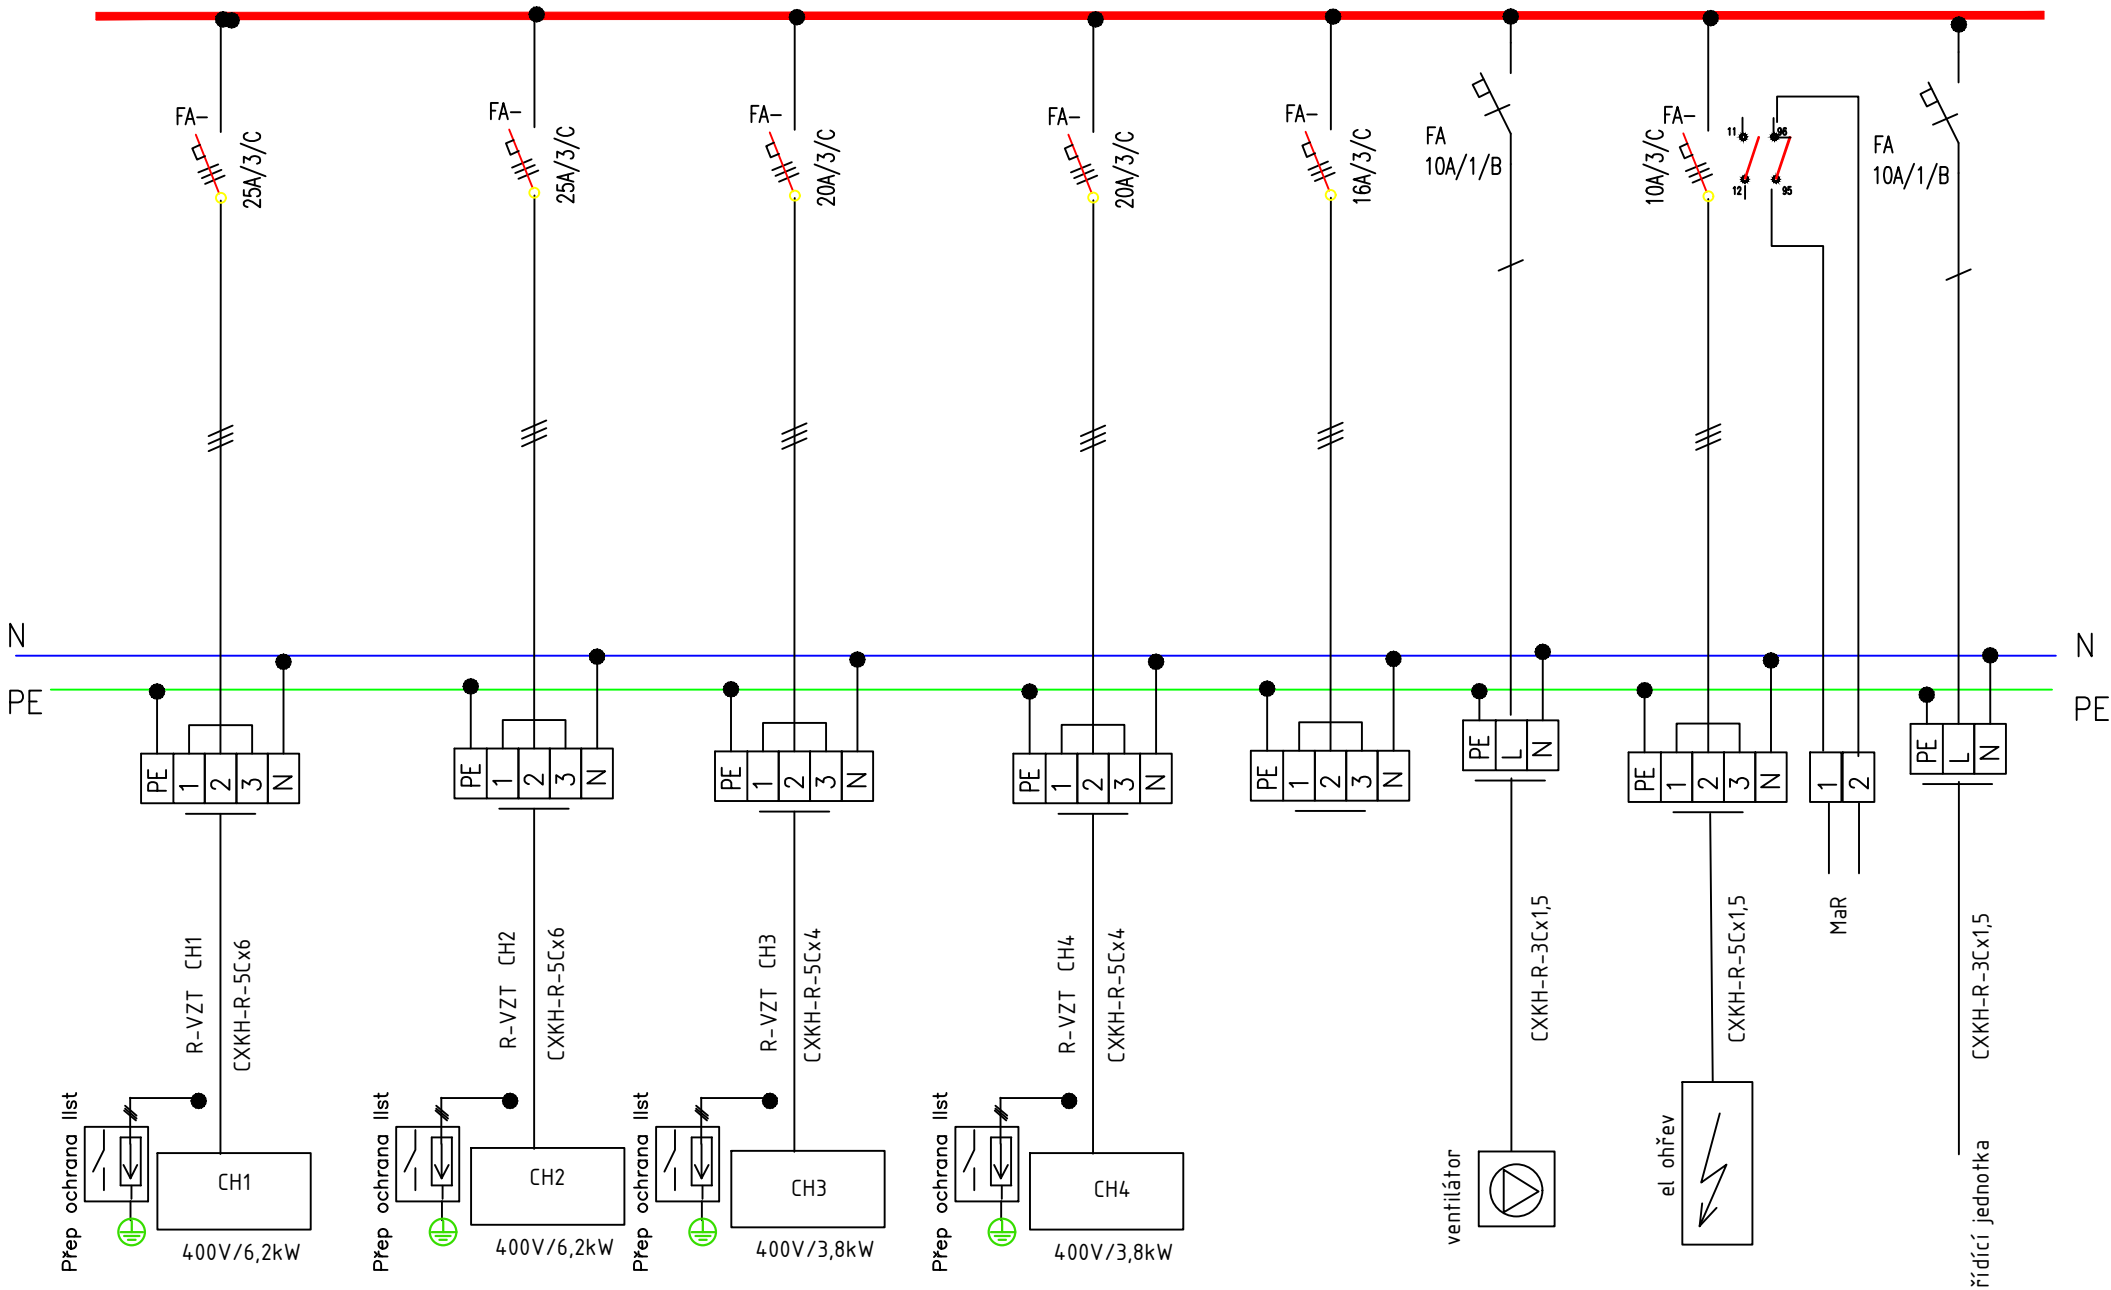 FA-
25A/3/C
FA-
25A/3/C
FA-
20A/3/C
FA-
20A/3/C
FA-
16A/3/C
FA
10A/1/B
FA-
10A/3/C
11
96
12
95
FA
10A/1/B
N
N
PE
PE
PE 1 2 3 N
PE 1 2 3 N
PE 1 2 3 N
PE 1 2 3 N
PE 1 2 3 N
PE L N
PE 1 2 3 N
1 2
PE L N
R-VZT CH1
CXKH-R-5Cx6
R-VZT CH2
CXKH-R-5Cx6
R-VZT CH3
CXKH-R-5Cx4
R-VZT CH4
CXKH-R-5Cx4
CXKH-R-3Cx1,5
CXKH-R-5Cx1,5
MaR
CXKH-R-3Cx1,5
Přep ochrana llst
CH1
400V/6,2kW
Přep ochrana llst
CH2
400V/6,2kW
Přep ochrana llst
CH3
400V/3,8kW
Přep ochrana llst
CH4
400V/3,8kW
ventilátor
el ohřev
řídící jednotka